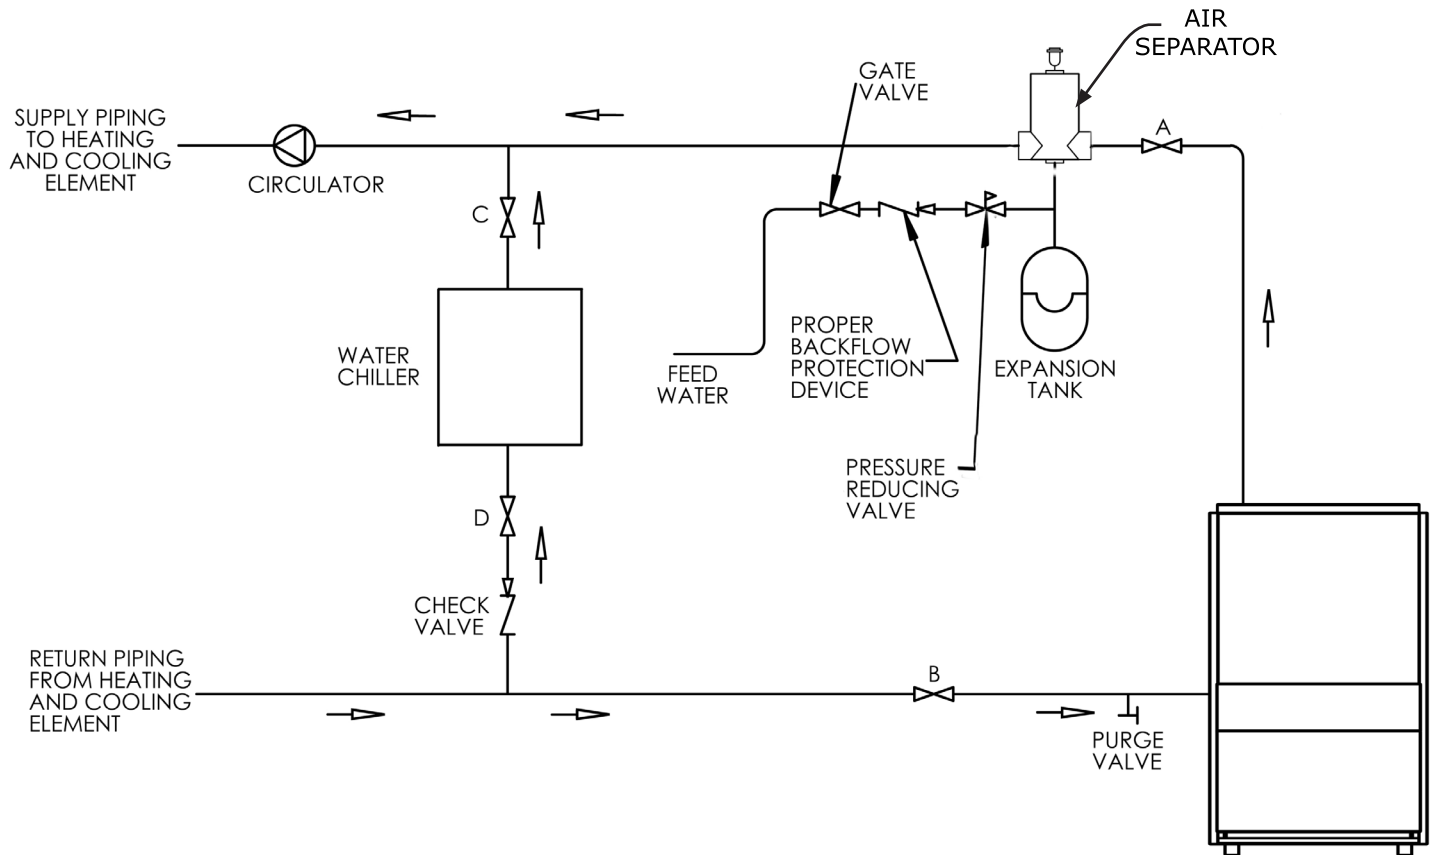 AIR
SEPARATOR
GATE
VALVE
SUPPLY PIPING
TO HEATING
AND COOLING
ELEMENT
CIRCULATOR
A
C
WATER
CHILLER
FEED
WATER
PROPER
BACKFLOW
PROTECTION
DEVICE
EXPANSION
TANK
PRESSURE
REDUCING
VALVE
D
CHECK
VALVE
RETURN PIPING
FROM HEATING
AND COOLING
ELEMENT
B
PURGE
VALVE